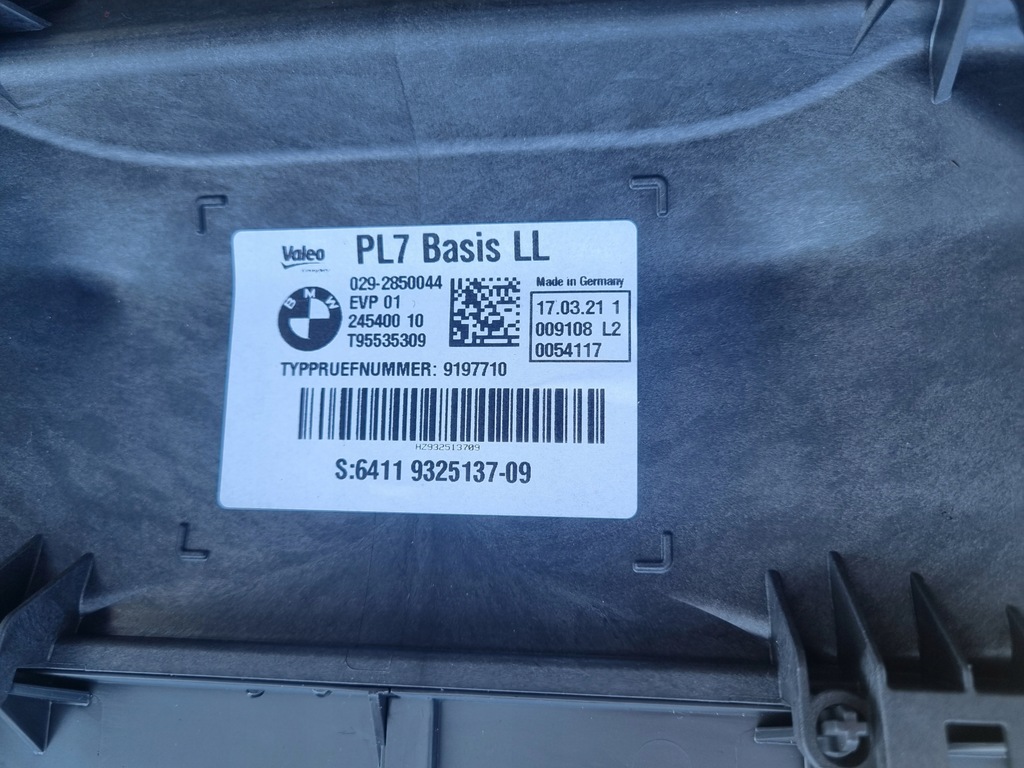 Valeo
PL7 Basis LL
029-2850044
EVP 01
245400 10
T95535309
BMW
Made in Germany
17.03.21 1
009108 L2
0054117
TYPPRUEFNUMMER: 9197710
HZ932513709
S:6411 9325137-09